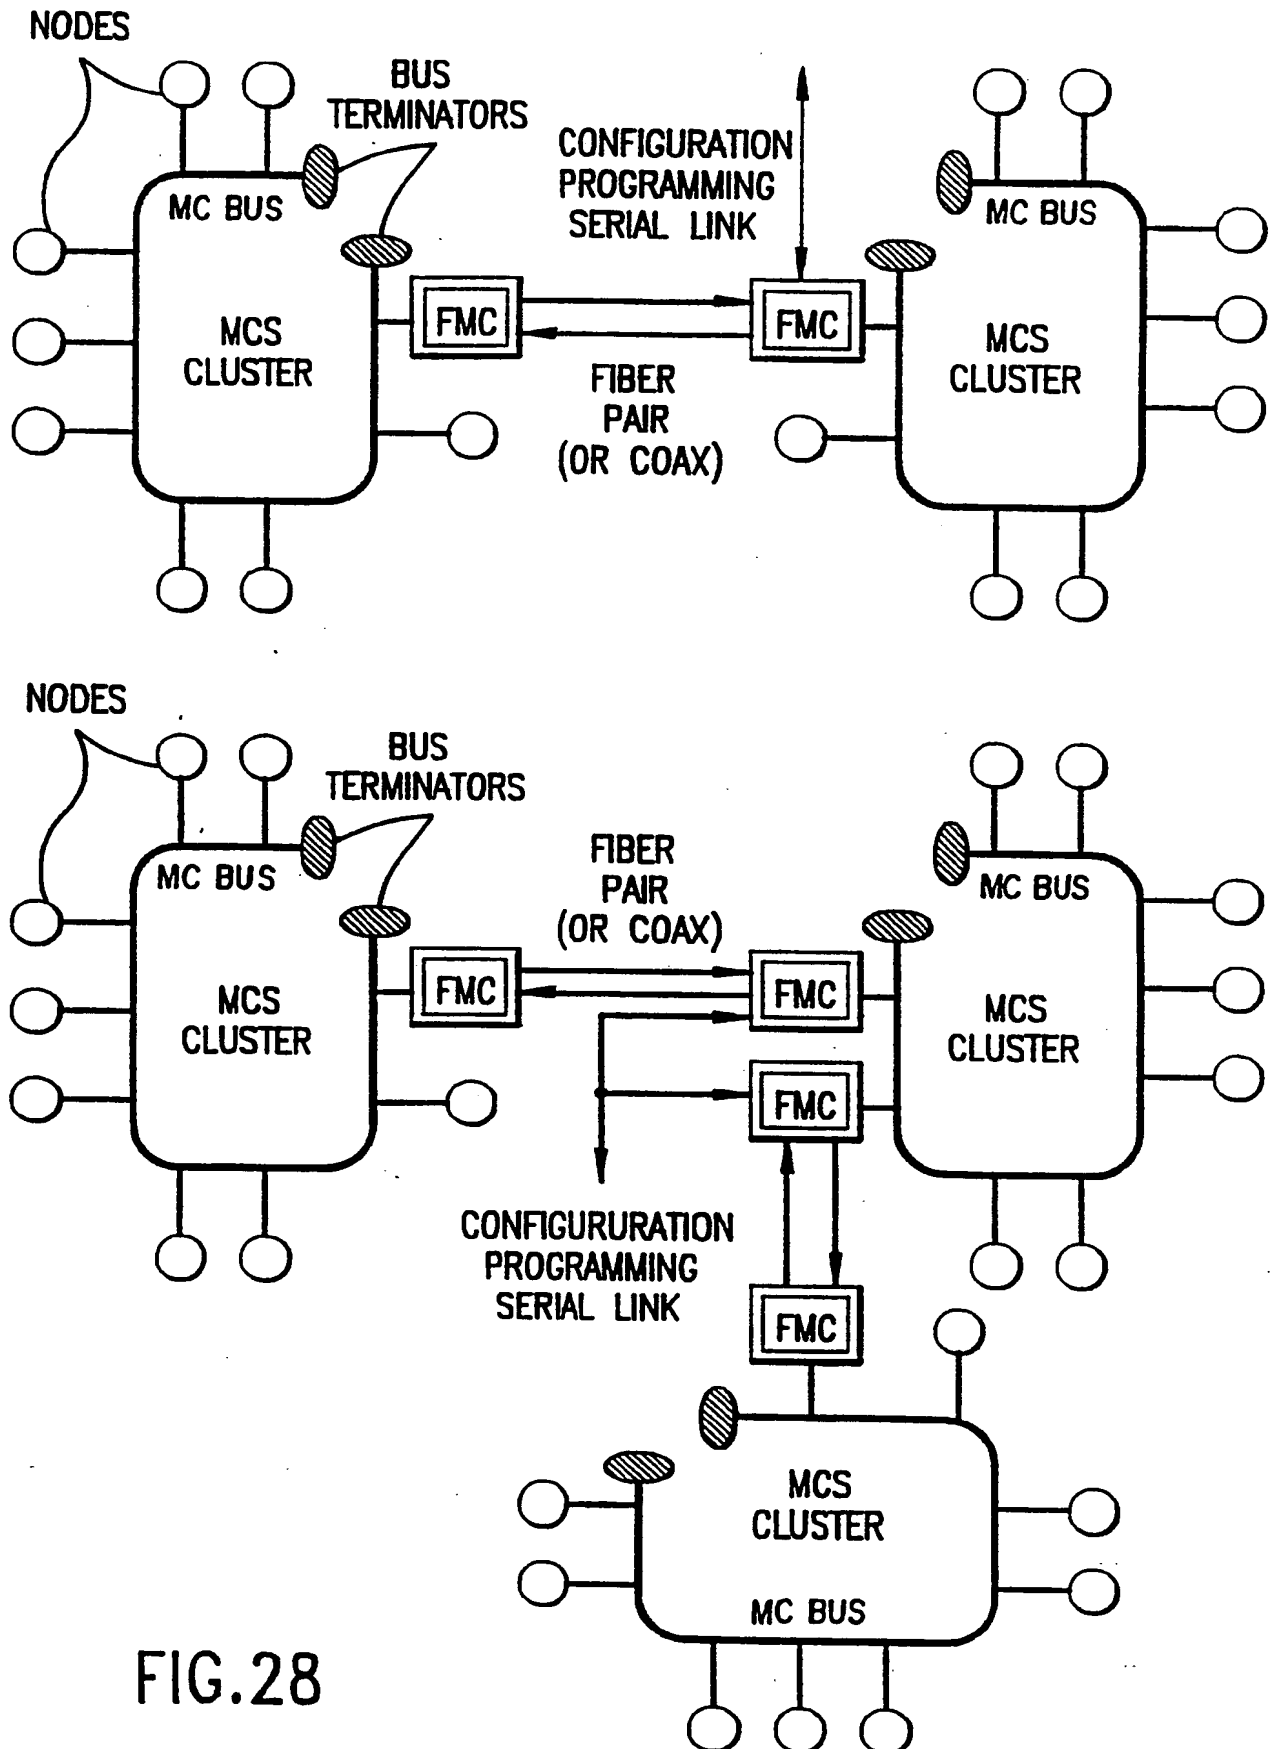 NODES
BUS
TERMINATORS
CONFIGURATION
PROGRAMMING
SERIAL LINK
MC BUS
MC BUS
MCS
CLUSTER
FMC
FMC
MCS
CLUSTER
FIBER
PAIR
(OR COAX)
NODES
BUS
TERMINATORS
FIBER
PAIR
(OR COAX)
MC BUS
MC BUS
MCS
CLUSTER
FMC
FMC
MCS
CLUSTER
FMC
CONFIGURURATION
PROGRAMMING
SERIAL LINK
FMC
MCS
CLUSTER
MC BUS
FIG.28